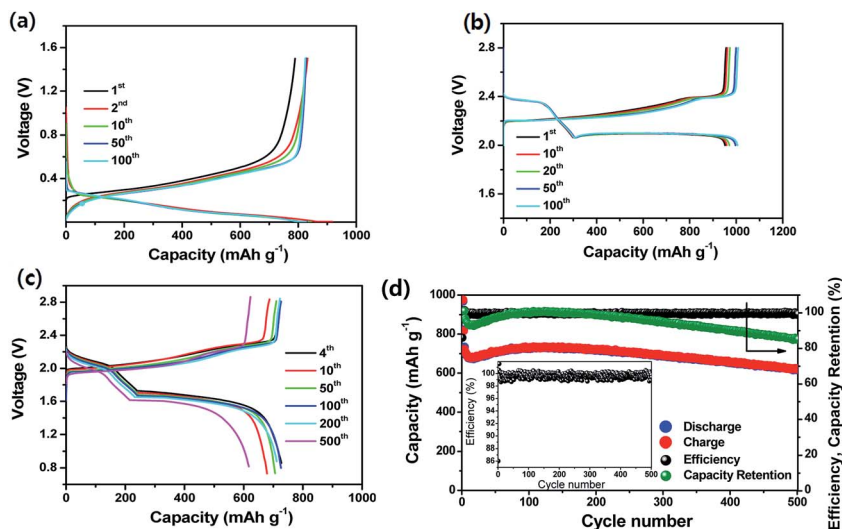 (a)
1.6
1.2
0.8
0.4
Voltage (V)
1st
2nd
10th
50th
100th
0 200 400 600 800 1000
Capacity (mAh g-1)
(b)
2.8
2.4
2.0
1.6
Voltage (V)
1st
10th
20th
50th
100th
0 200 400 600 800 1000 1200
Capacity (mAh g-1)
(c)
2.8
2.4
2.0
1.6
1.2
0.8
Voltage (V)
4th
10th
50th
100th
200th
500th
0 200 400 600 800 1000
Capacity (mAh g-1)
(d)
1000
900
800
700
600
500
400
300
200
100
0
Capacity (mAh g-1)
100
80
60
40
20
0
Efficiency, Capacity Retention (%)
100
98
96
94
92
90
88
86
Efficiency (%)
0 100 200 300 400 500
Cycle number
Discharge
Charge
Efficiency
Capacity Retention
0 100 200 300 400 500
Cycle number